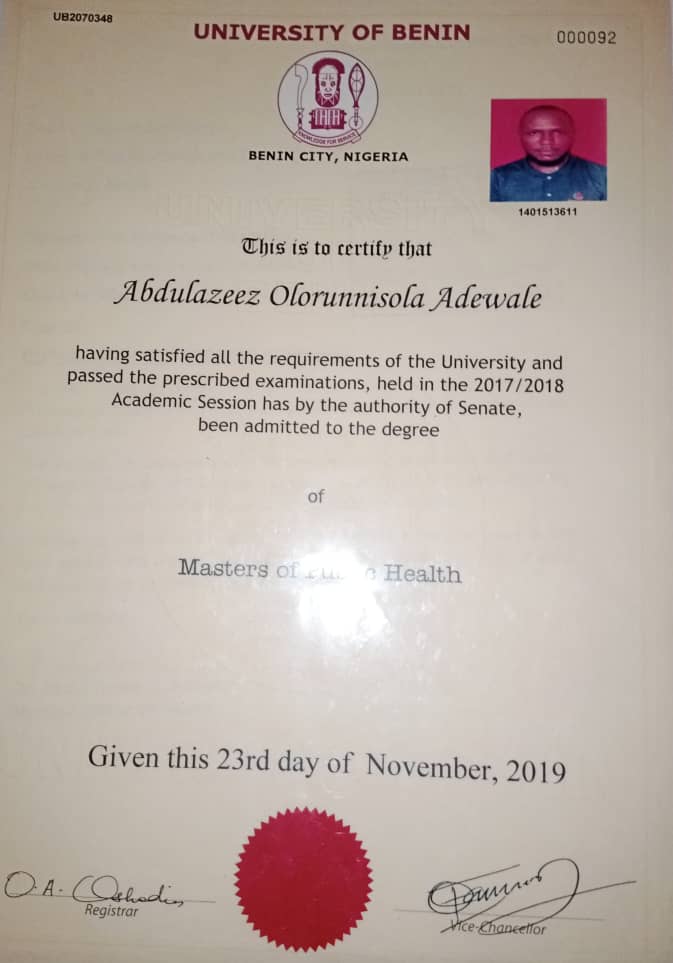 UB2070348
UNIVERSITY OF BENIN
000092
KNOWLEDGE FOR SERVICE
BENIN CITY, NIGERIA
1401513611
This is to certify that
Abdulazeez Olorunnisola Adewale
having satisfied all the requirements of the University and
passed the prescribed examinations, held in the 2017/2018
Academic Session has by the authority of Senate,
been admitted to the degree
of
Masters of Health
Given this 23rd day of November, 2019
O. A. Oshodin
Registrar
Vice-Chancellor